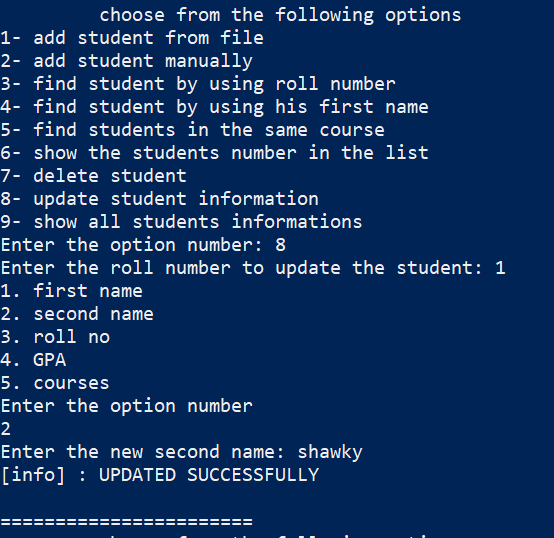 choose from the following options
1- add student from file
2- add student manually
3- find student by using roll number
4- find student by using his first name
5- find students in the same course
6- show the students number in the list
7- delete student
8- update student information
9- show all students informations
Enter the option number: 8
Enter the roll number to update the student: 1
1. first name
2. second name
3. roll no
4. GPA
5. courses
Enter the option number
2
Enter the new second name: shawky
[info] : UPDATED SUCCESSFULLY
=======================